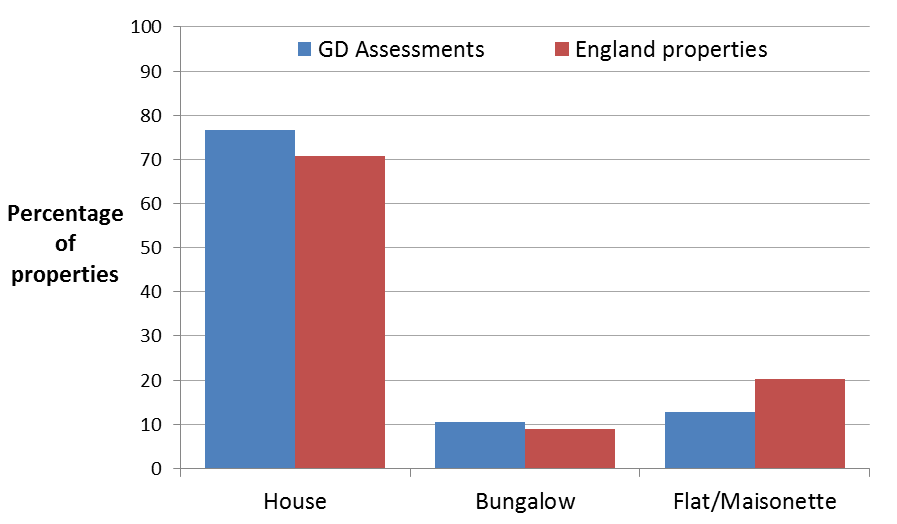 100
GD Assessments
England properties
90
80
70
60
50
40
30
20
10
0
Percentage
of
properties
House
Bungalow
Flat/Maisonette